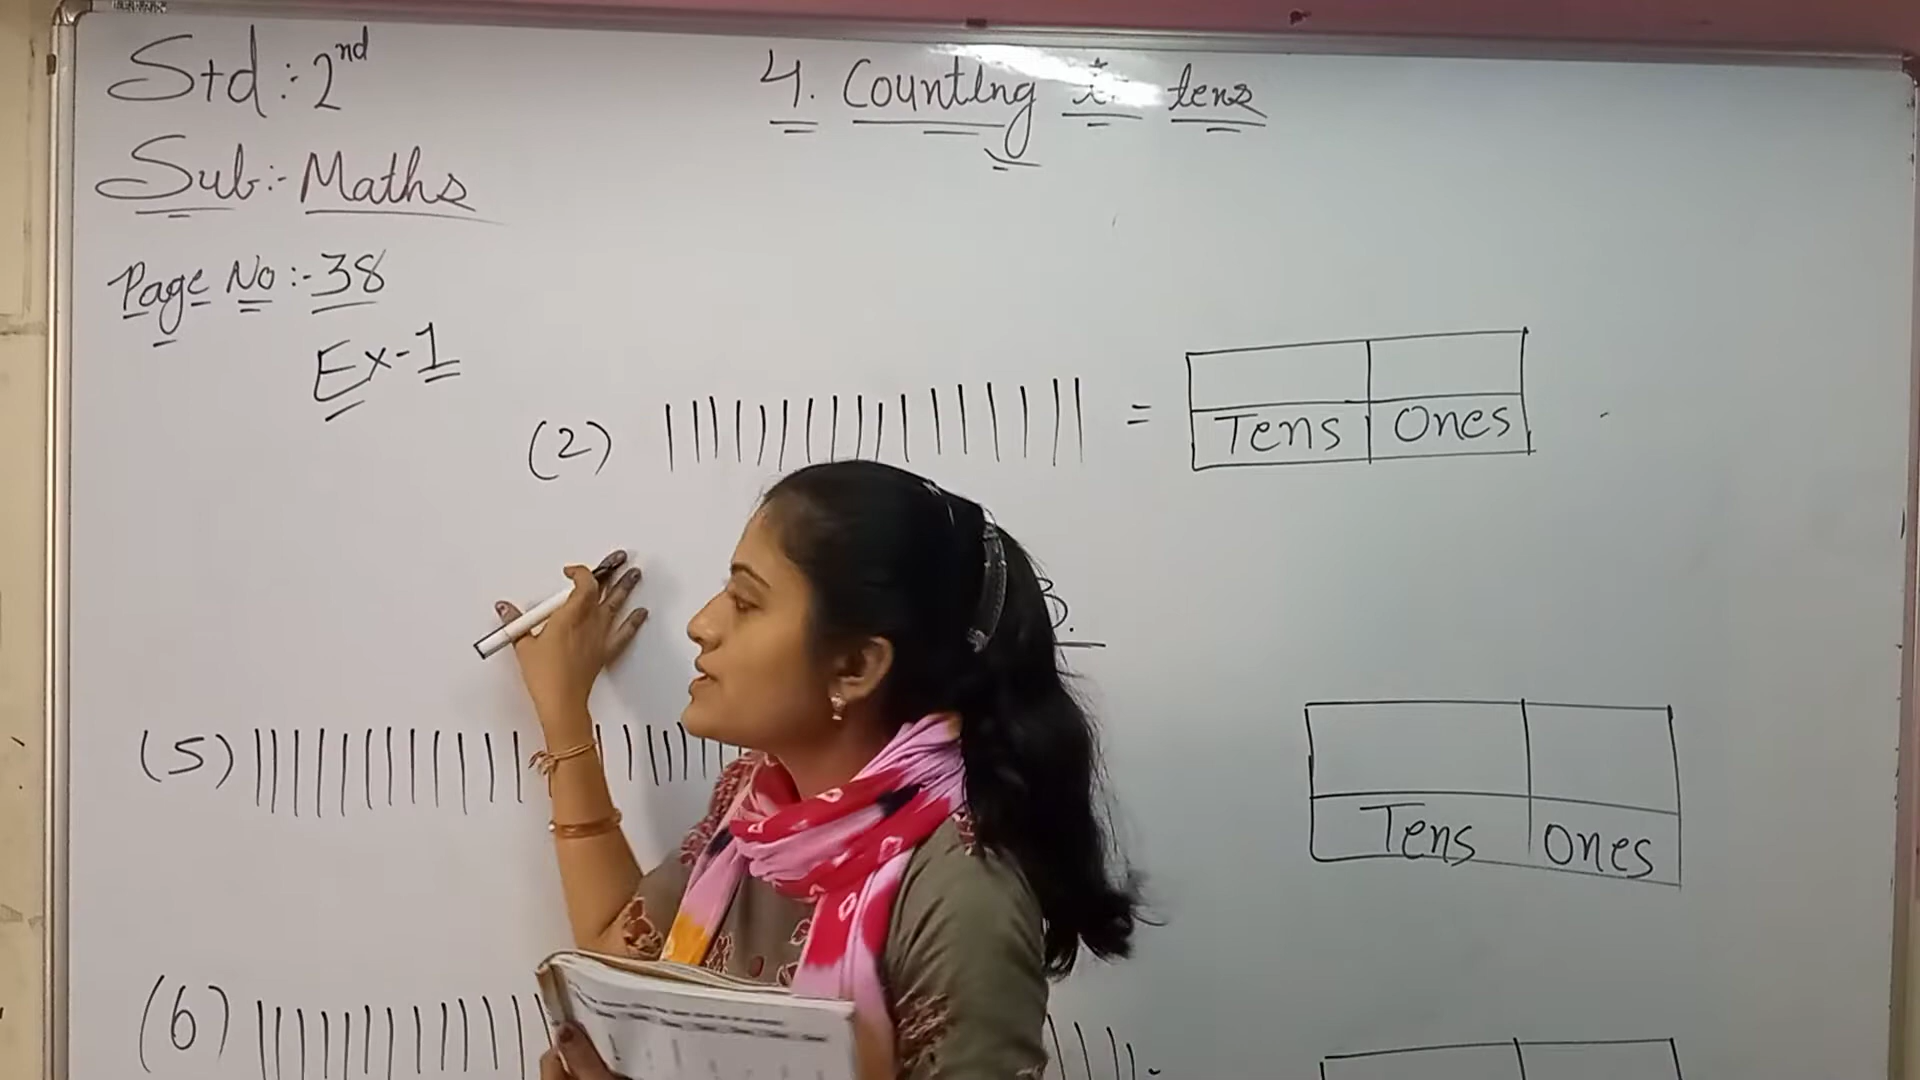 Std:- 2nd
4. Counting in tens
Sub:- Maths
Page No:- 38
Ex-1
(2) =
Tens Ones
(5)
Tens Ones
(6)